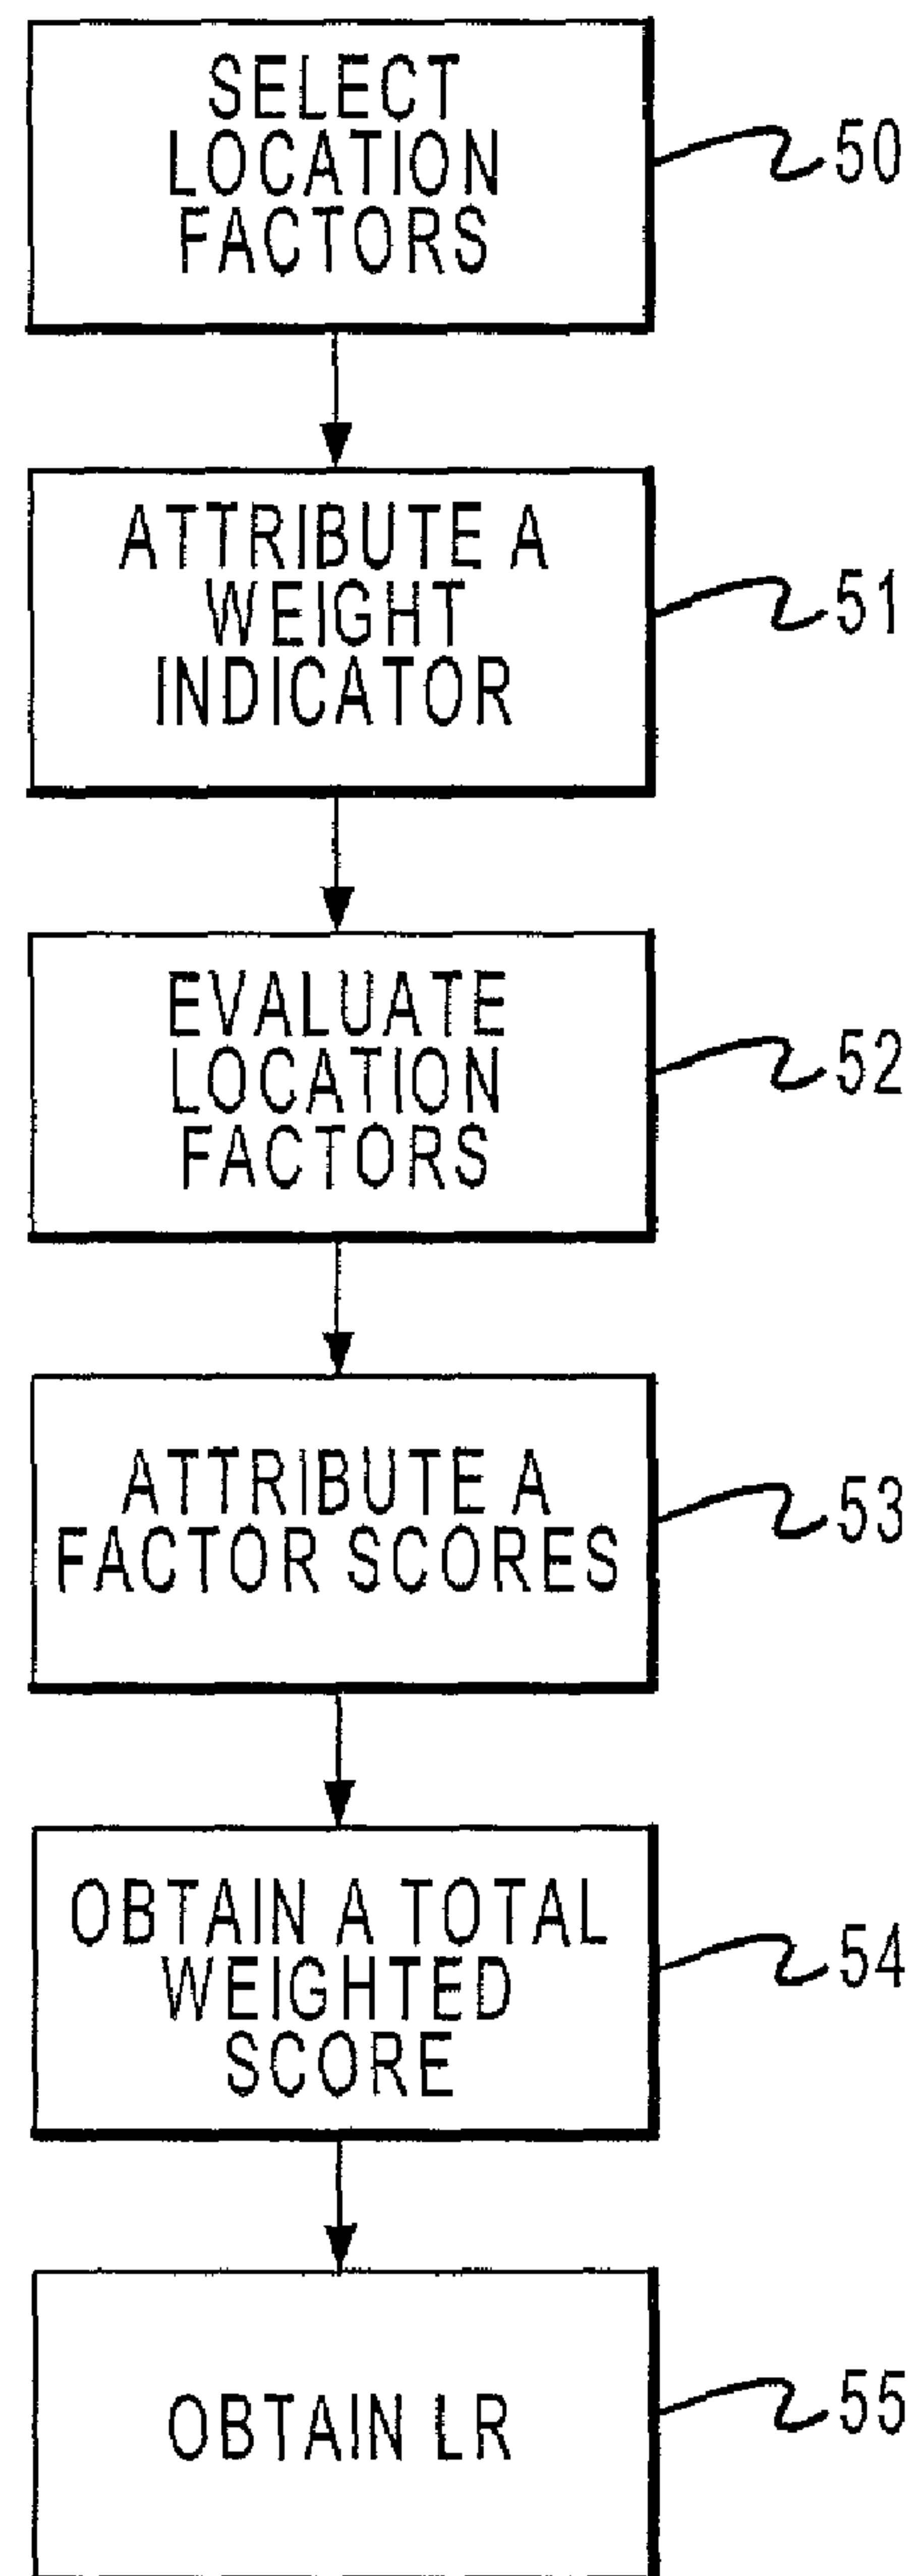 SELECT
LOCATION
FACTORS
50
ATTRIBUTE A
WEIGHT
INDICATOR
51
EVALUATE
LOCATION
FACTORS
52
ATTRIBUTE A
FACTOR SCORES
53
OBTAIN A TOTAL
WEIGHTED
SCORE
54
OBTAIN LR
55